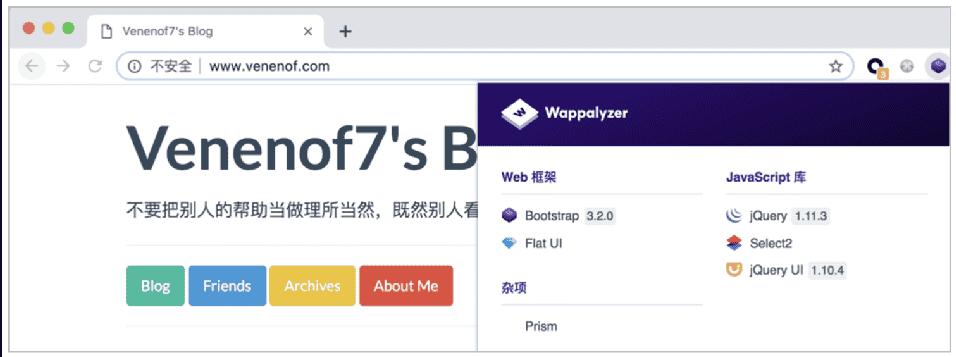 Venenof7's Blog
不安全 | www.venenof.com
Wappalyzer
Venenof7's B
不要把别人的帮助当做理所当然，既然别人看
Blog
Friends
Archives
About Me
Web 框架
Bootstrap 3.2.0
Flat UI
杂项
Prism
JavaScript 库
jQuery 1.11.3
Select2
jQuery UI 1.10.4